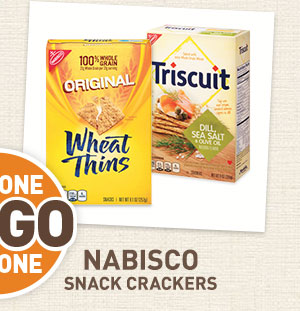 100% WHOLE
GRAIN
ORIGINAL
Wheat
Thins
Triscuit
DILL,
SEA SALT
& OLIVE OIL
ONE
GO
ONE
NABISCO
SNACK CRACKERS